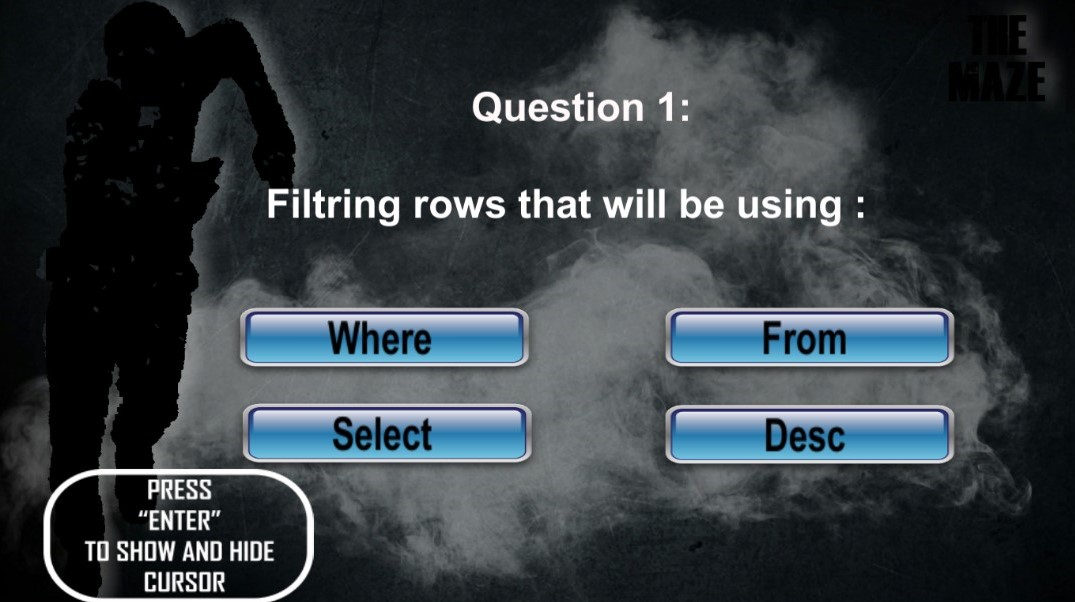 THE
MAZE
Question 1:
Filtring rows that will be using :
Where
From
Select
Desc
PRESS
“ENTER”
TO SHOW AND HIDE
CURSOR